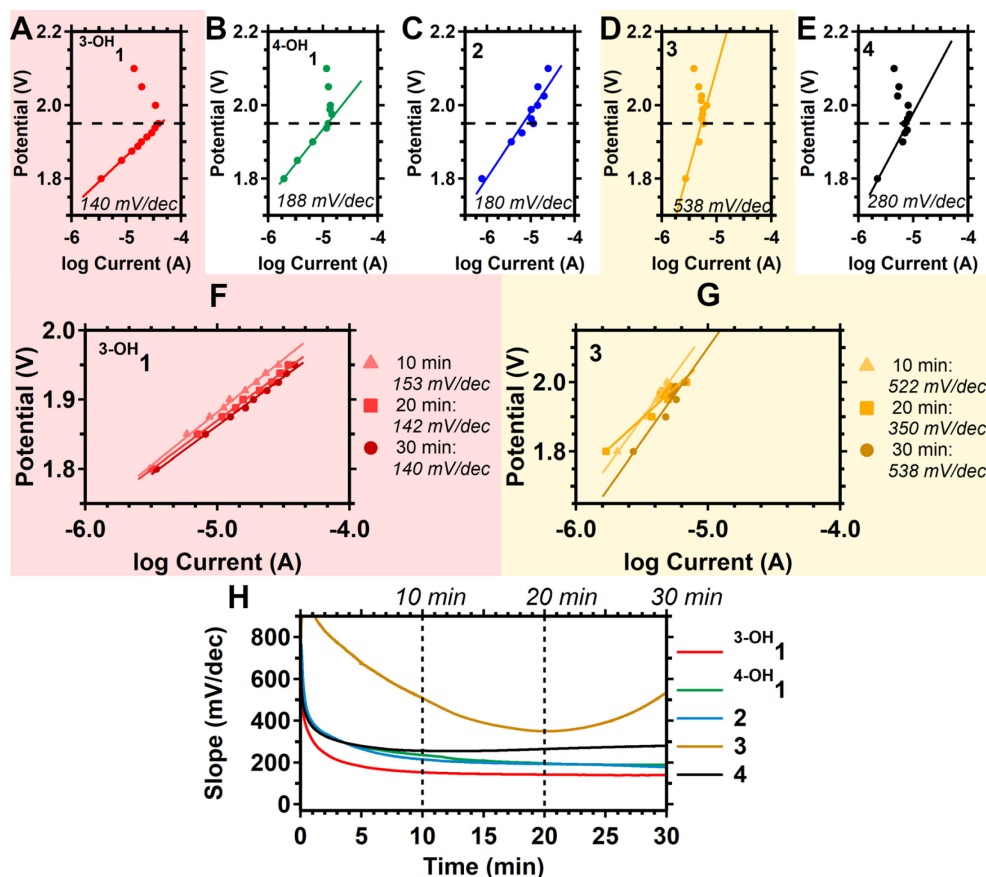 A
B
C
D
E
3-OH 1
4-OH 1
2
3
4
Potential (V)
2.2
2.0
1.8
140 mV/dec
-6 -5 -4
log Current (A)
Potential (V)
2.2
2.0
1.8
188 mV/dec
-6 -5 -4
log Current (A)
Potential (V)
2.2
2.0
1.8
180 mV/dec
-6 -5 -4
log Current (A)
Potential (V)
2.2
2.0
1.8
538 mV/dec
-6 -5 -4
log Current (A)
Potential (V)
2.2
2.0
1.8
280 mV/dec
-6 -5 -4
log Current (A)
F
3-OH 1
Potential (V)
2.0
1.9
1.8
-6.0 -5.0 -4.0
log Current (A)
10 min
153 mV/dec
20 min:
142 mV/dec
30 min:
140 mV/dec
G
3
Potential (V)
2.2
2.0
1.8
-6.0 -5.0 -4.0
log Current (A)
10 min:
522 mV/dec
20 min:
350 mV/dec
30 min:
538 mV/dec
H
10 min 20 min 30 min
Slope (mV/dec)
800
600
400
200
0
0 5 10 15 20 25 30
Time (min)
3-OH 1
4-OH 1
2
3
4